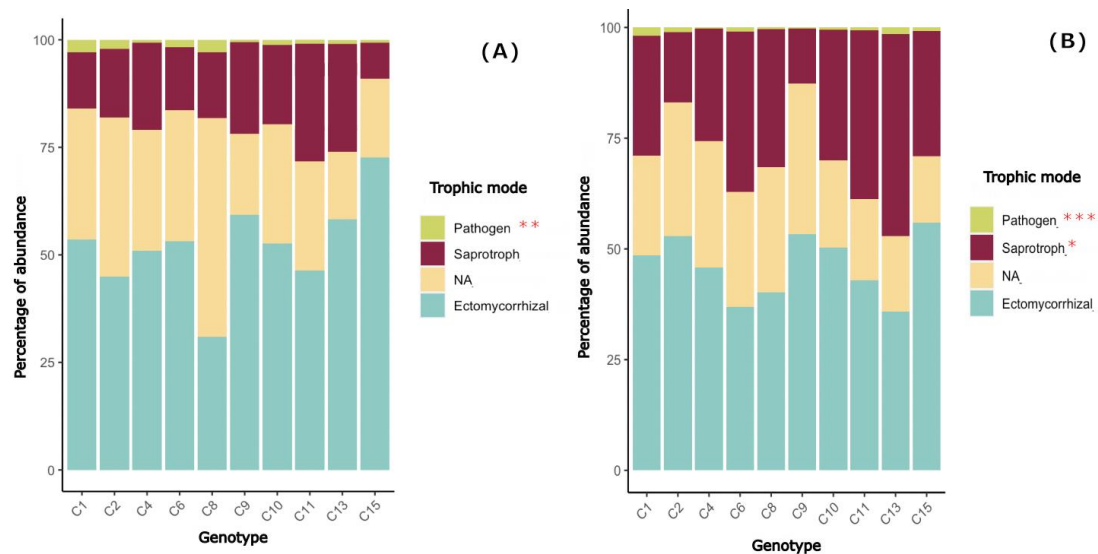 (A)
Percentage of abundance
100
75
50
25
0
C1 C2 C4 C6 C8 C9 C10 C11 C13 C15
Genotype
Trophic mode
Pathogen **
Saprotroph
NA
Ectomycorrhizal
(B)
Percentage of abundance
100
75
50
25
0
C1 C2 C4 C6 C8 C9 C10 C11 C13 C15
Genotype
Trophic mode
Pathogen ***
Saprotroph *
NA
Ectomycorrhizal